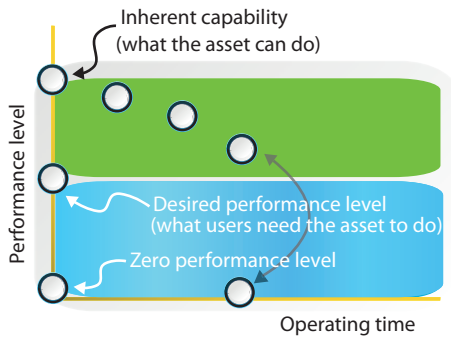 Inherent capability
(what the asset can do)
Performance level
Desired performance level
(what users need the asset to do)
Zero performance level
Operating time